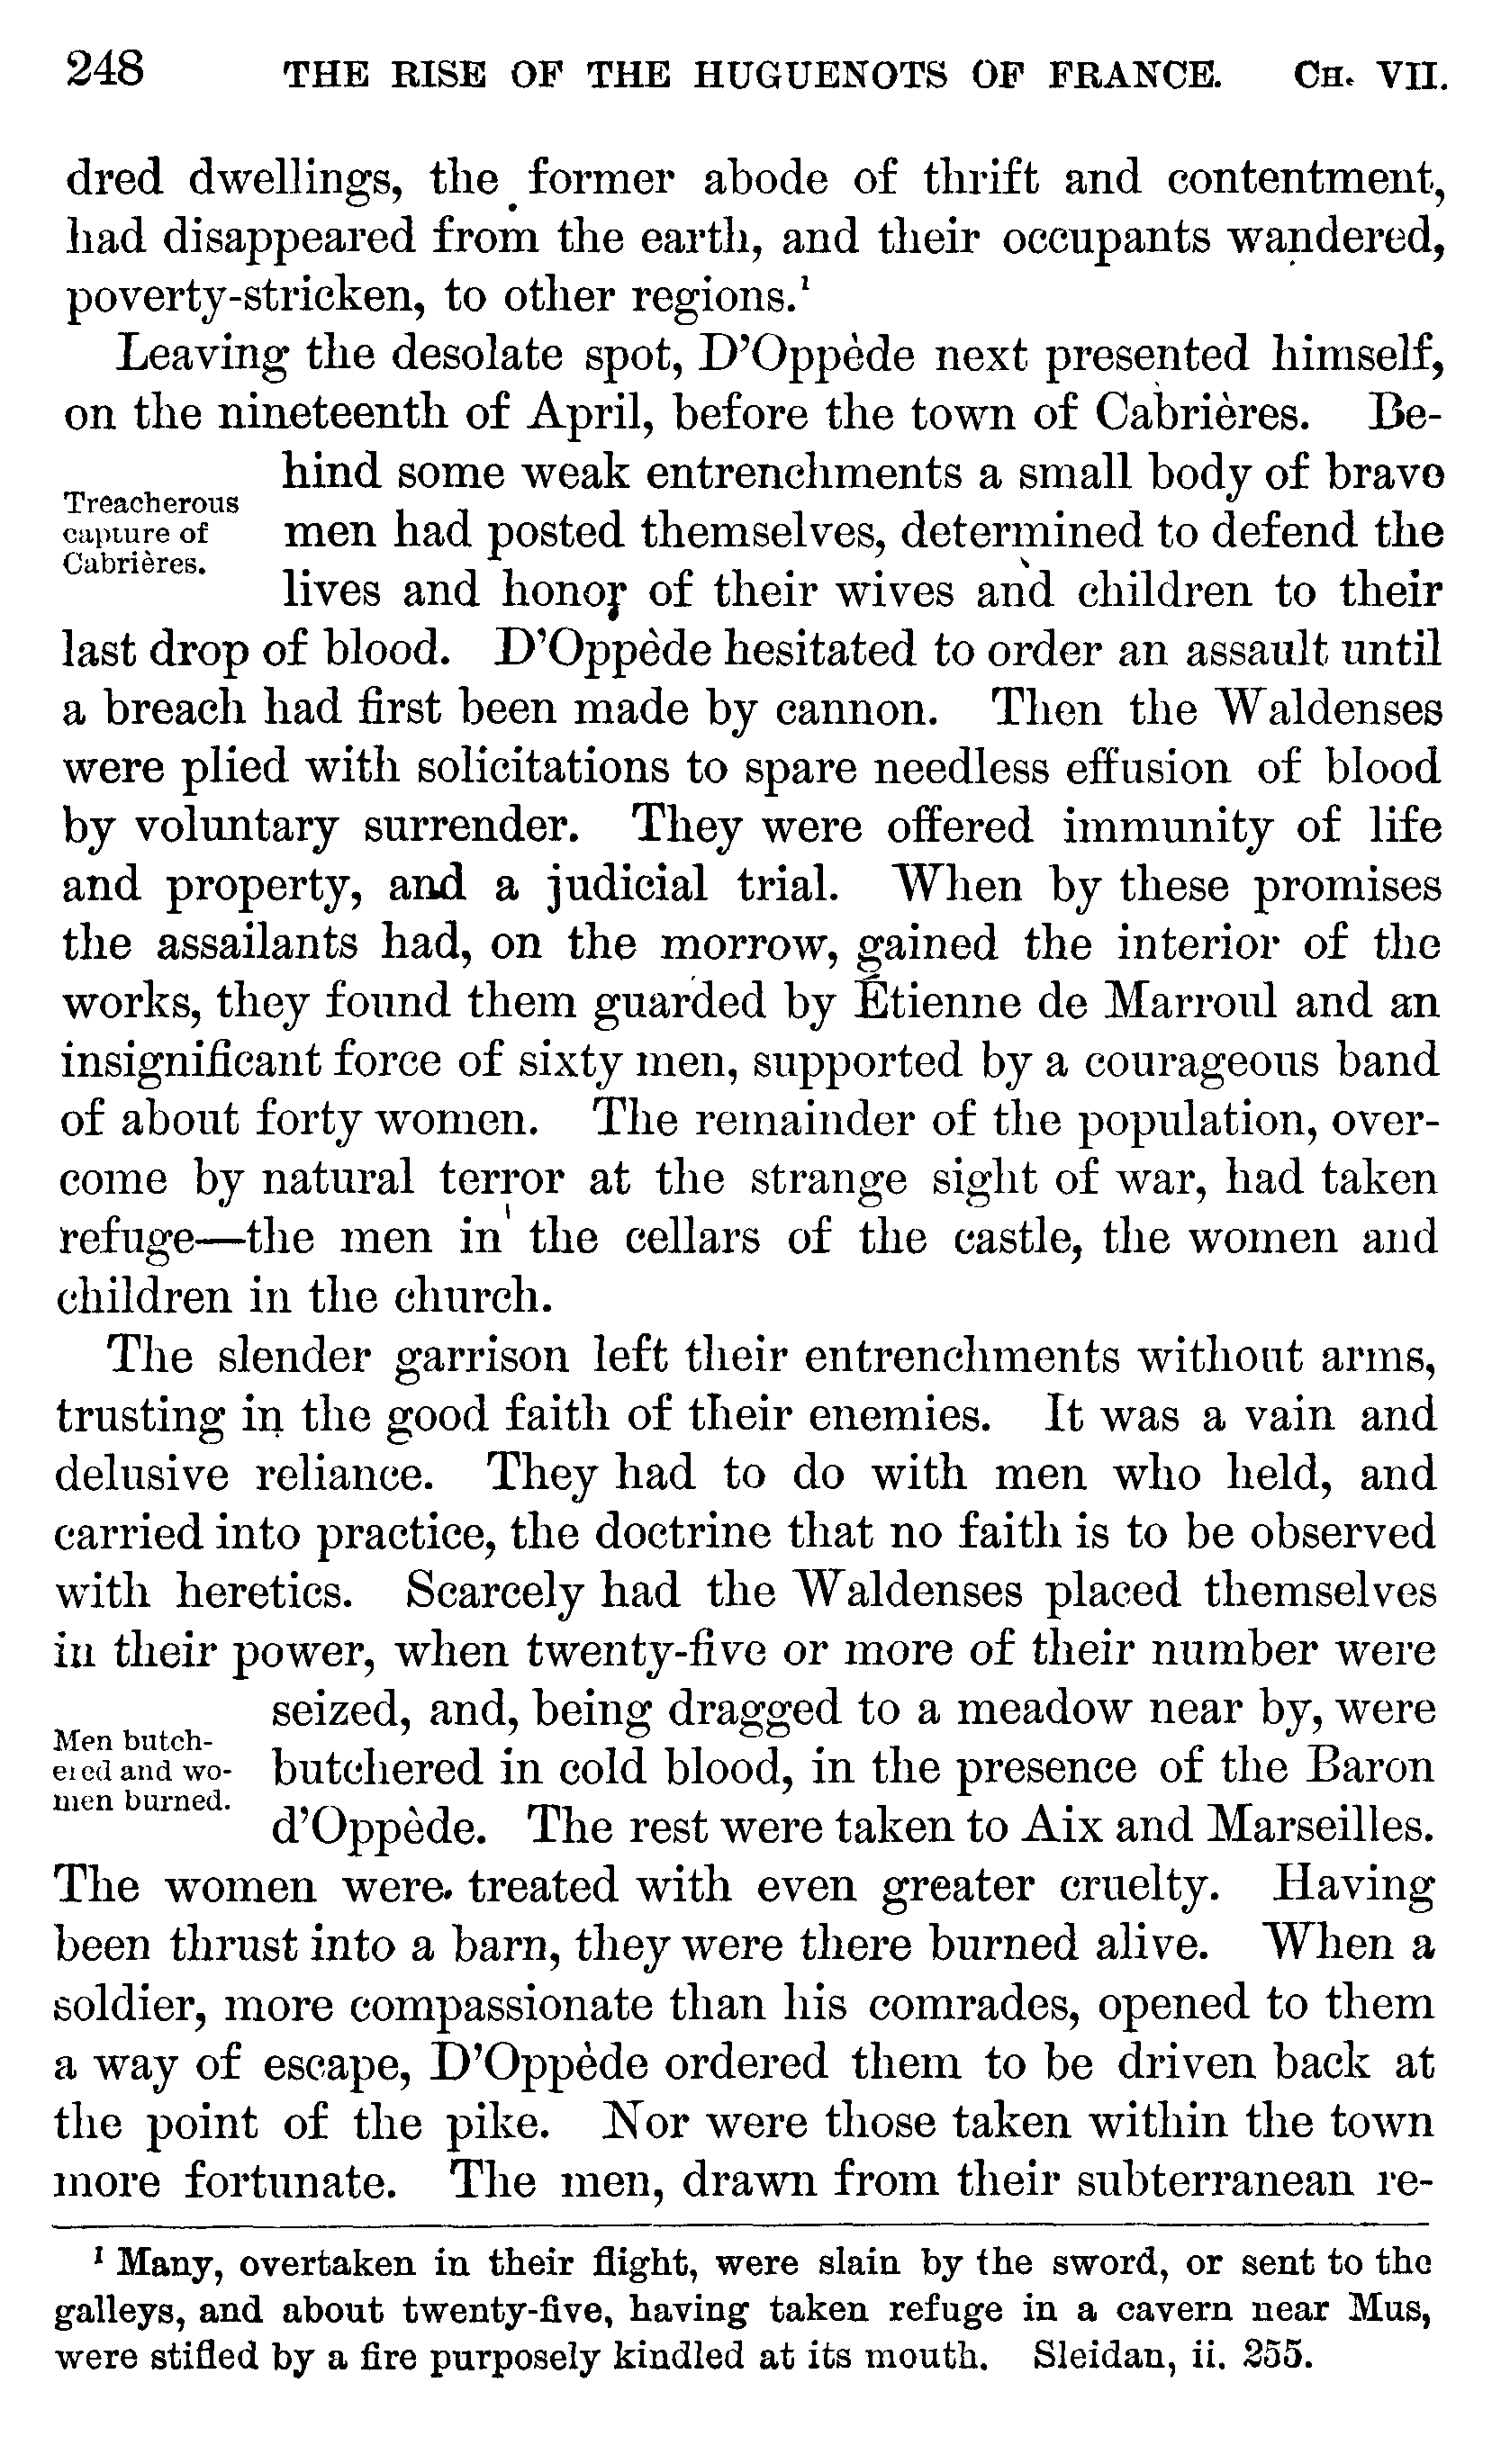 248 THE RISE OF THE HUGUENOTS OF FRANCE. CH. VII.
dred dwellings, the former abode of thrift and contentment,
had disappeared from the earth, and their occupants wandered,
poverty-stricken, to other regions.¹
Leaving the desolate spot, D'Oppède next presented himself,
on the nineteenth of April, before the town of Cabrières. Be-
Treacherous
capture of
Cabrières.
hind some weak entrenchments a small body of brave
men had posted themselves, determined to defend the
lives and honor of their wives and children to their
last drop of blood. D'Oppède hesitated to order an assault until
a breach had first been made by cannon. Then the Waldenses
were plied with solicitations to spare needless effusion of blood
by voluntary surrender. They were offered immunity of life
and property, and a judicial trial. When by these promises
the assailants had, on the morrow, gained the interior of the
works, they found them guarded by Étienne de Marroul and an
insignificant force of sixty men, supported by a courageous band
of about forty women. The remainder of the population, over-
come by natural terror at the strange sight of war, had taken
refuge—the men in the cellars of the castle, the women and
children in the church.
The slender garrison left their entrenchments without arms,
trusting in the good faith of their enemies. It was a vain and
delusive reliance. They had to do with men who held, and
carried into practice, the doctrine that no faith is to be observed
with heretics. Scarcely had the Waldenses placed themselves
in their power, when twenty-five or more of their number were
Men butch-
ered and wo-
men burned.
seized, and, being dragged to a meadow near by, were
butchered in cold blood, in the presence of the Baron
d'Oppède. The rest were taken to Aix and Marseilles.
The women were treated with even greater cruelty. Having
been thrust into a barn, they were there burned alive. When a
soldier, more compassionate than his comrades, opened to them
a way of escape, D'Oppède ordered them to be driven back at
the point of the pike. Nor were those taken within the town
more fortunate. The men, drawn from their subterranean re-
¹ Many, overtaken in their flight, were slain by the sword, or sent to the
galleys, and about twenty-five, having taken refuge in a cavern near Mus,
were stifled by a fire purposely kindled at its mouth. Sleidan, ii. 255.